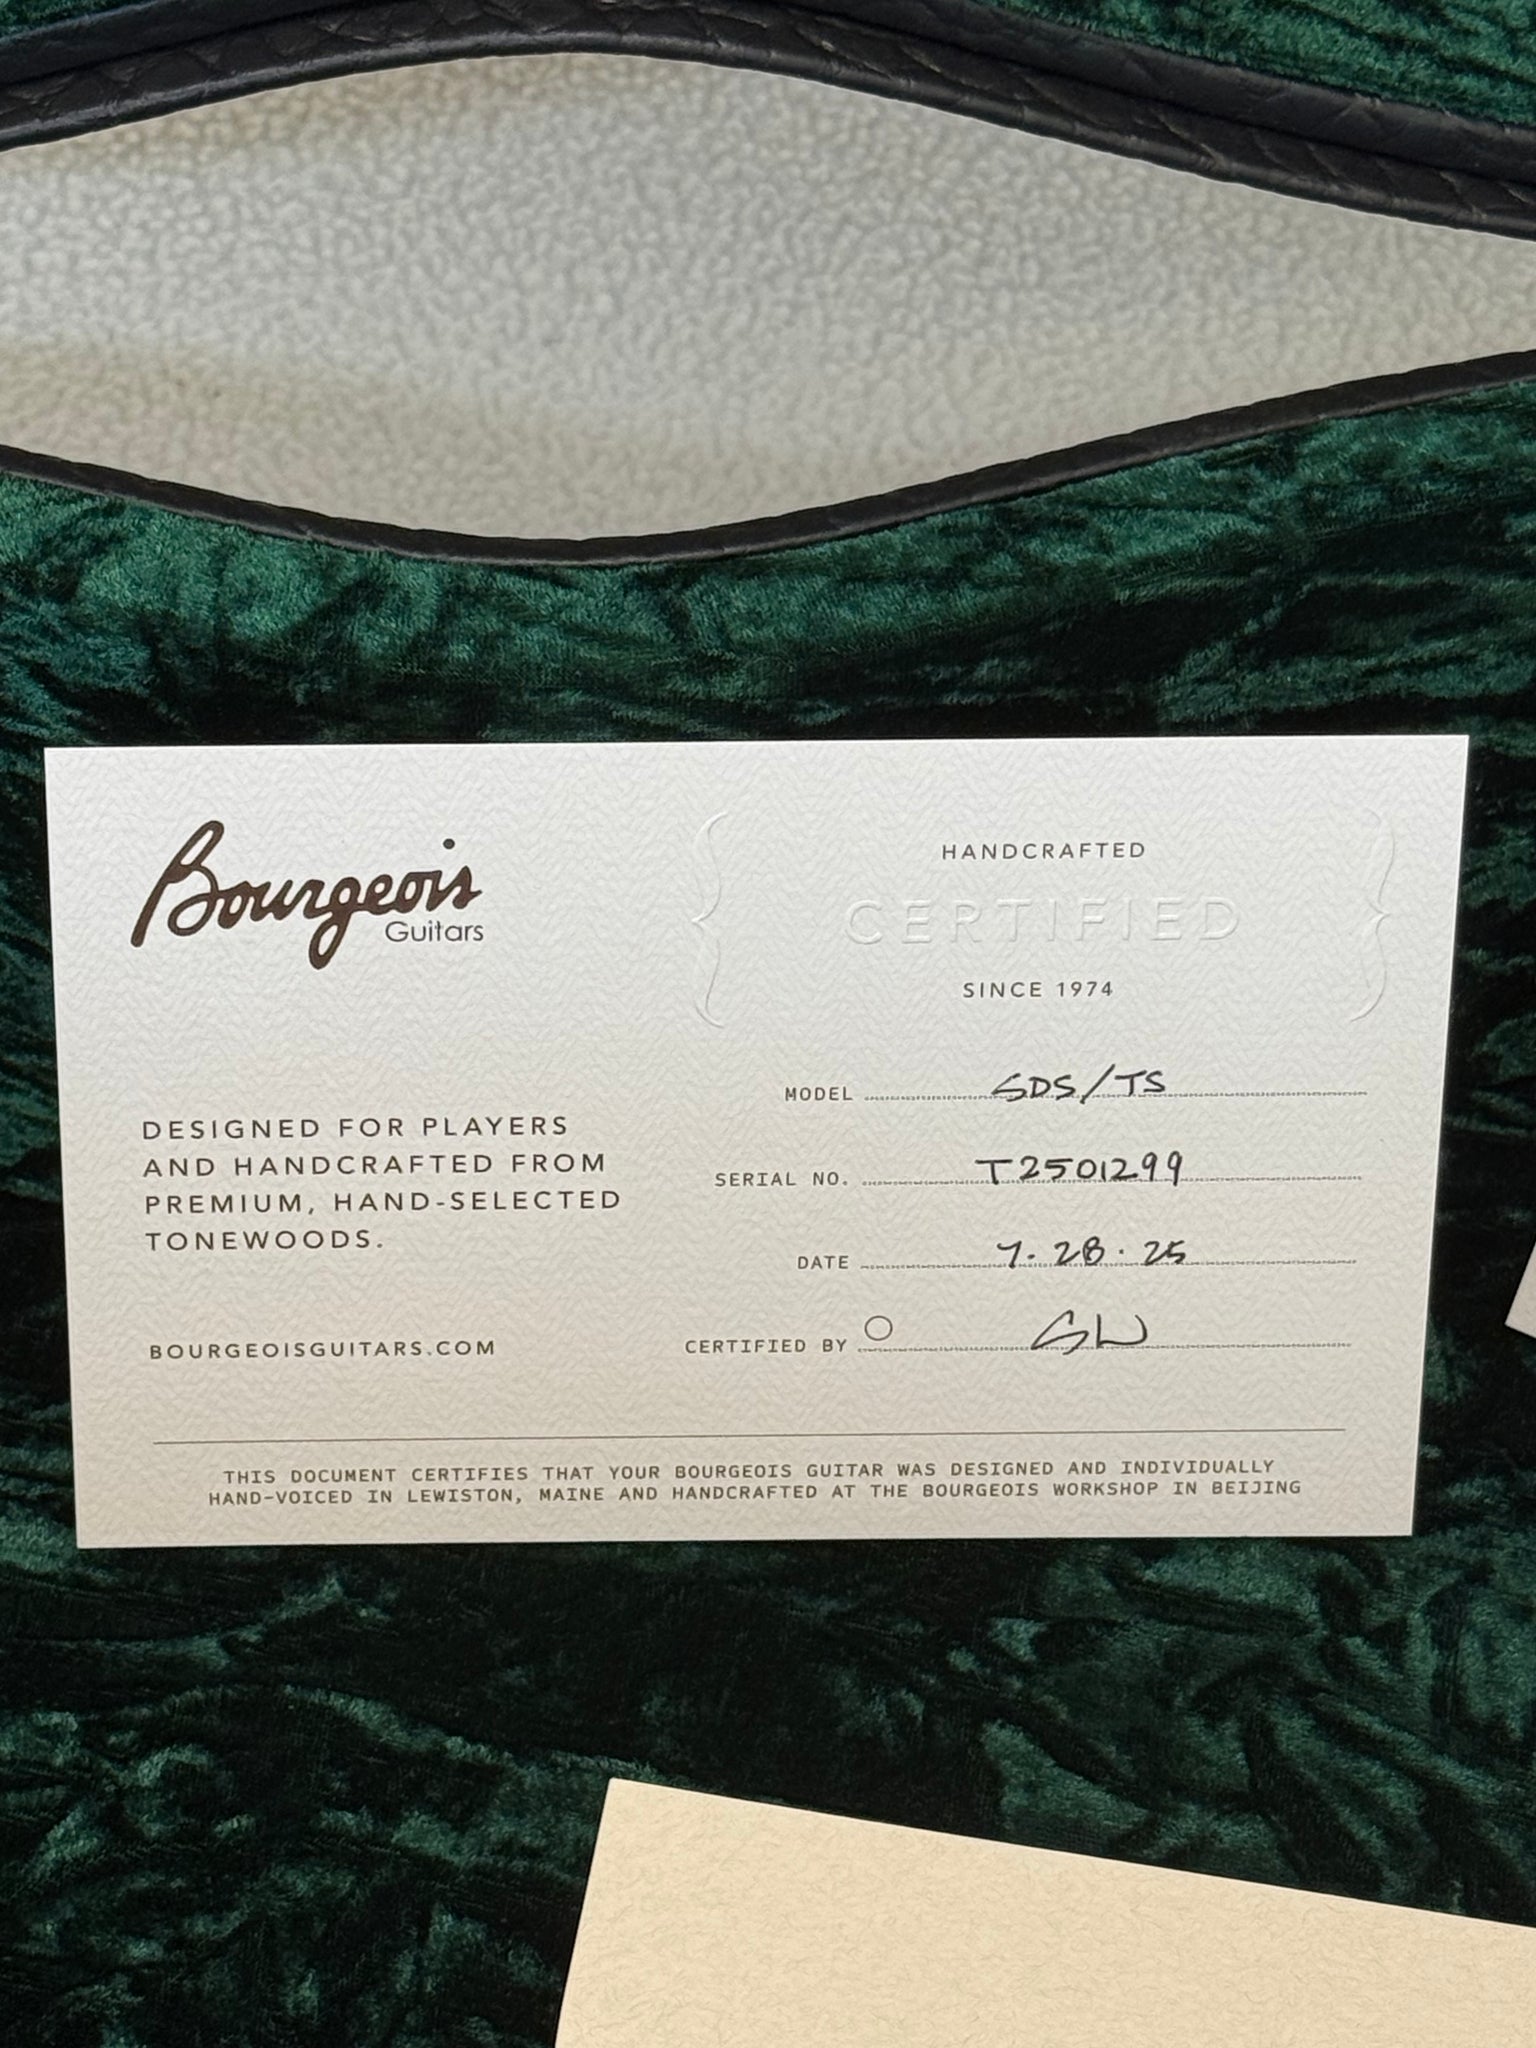 Bourgeois
Guitars
HANDCRAFTED
CERTIFIED
SINCE 1974
DESIGNED FOR PLAYERS
AND HANDCRAFTED FROM
PREMIUM, HAND-SELECTED
TONEWOODS.
BOURGEOISGUITARS.COM
MODEL SDS/TS
SERIAL NO. T2501299
DATE 7.28.25
CERTIFIED BY
THIS DOCUMENT CERTIFIES THAT YOUR BOURGEOIS GUITAR WAS DESIGNED AND INDIVIDUALLY
HAND-VOICED IN LEWISTON, MAINE AND HANDCRAFTED AT THE BOURGEOIS WORKSHOP IN BEIJING